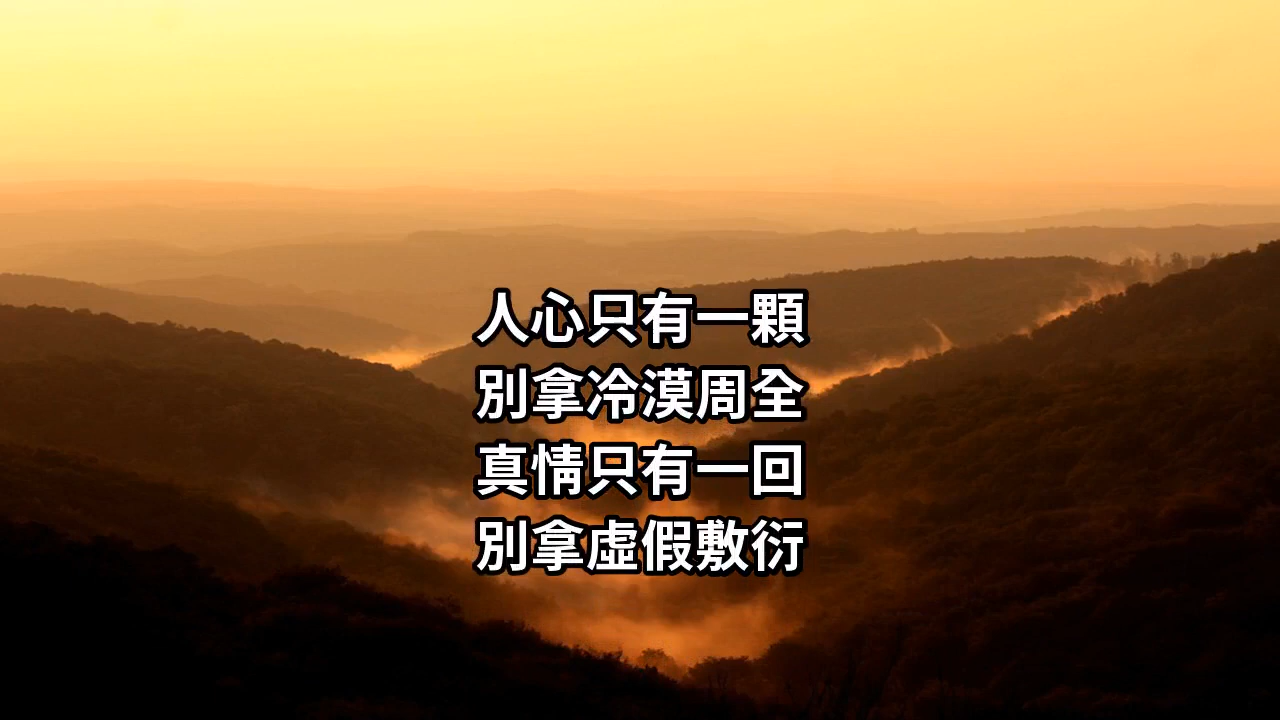 人心只有一顆
別拿冷漠周全
真情只有一回
別拿虛假敷衍